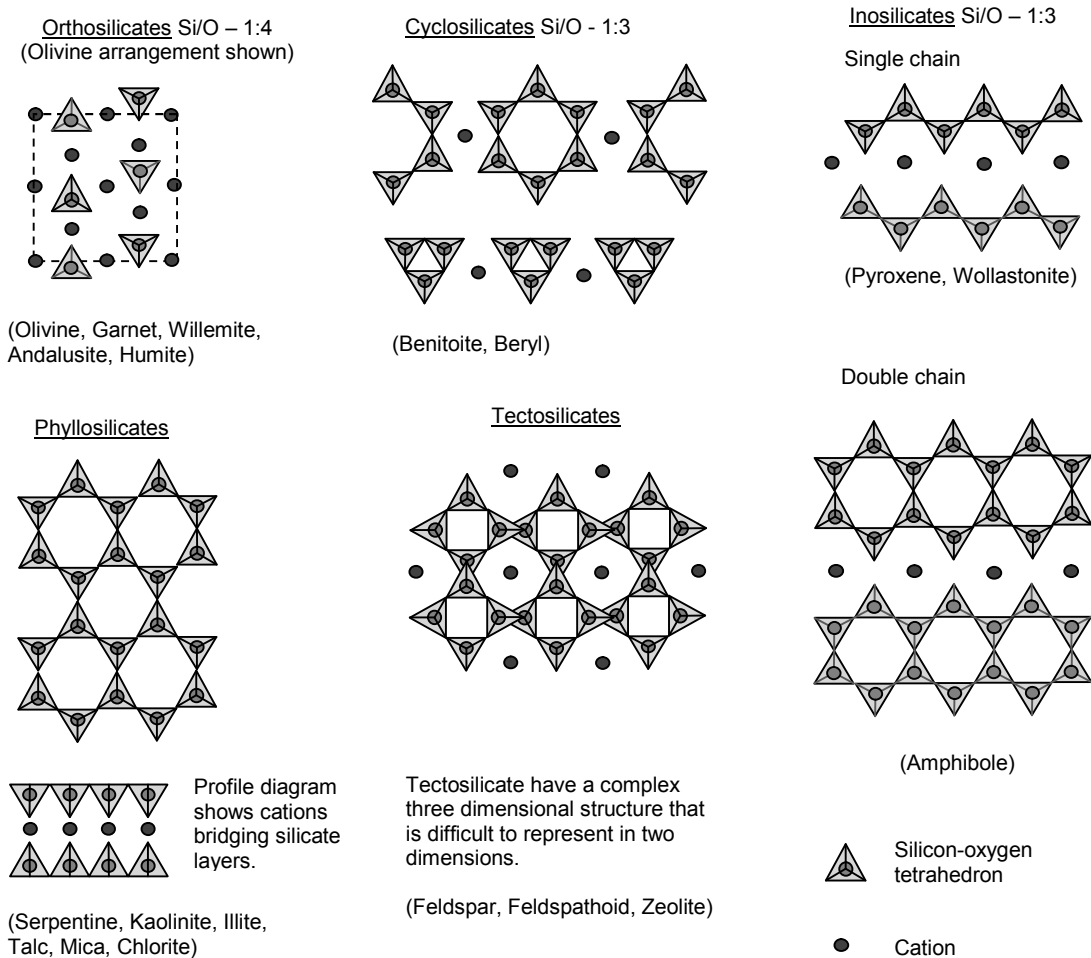 Orthosilicates Si/O – 1:4
(Olivine arrangement shown)
(Olivine, Garnet, Willemite,
Andalusite, Humite)
Cyclosilicates Si/O - 1:3
(Benitoite, Beryl)
Inosilicates Si/O – 1:3
Single chain
(Pyroxene, Wollastonite)
Double chain
(Amphibole)
Phyllosilicates
Profile diagram
shows cations
bridging silicate
layers.
(Serpentine, Kaolinite, Illite,
Talc, Mica, Chlorite)
Tectosilicates
Tectosilicate have a complex
three dimensional structure that
is difficult to represent in two
dimensions.
(Feldspar, Feldspathoid, Zeolite)
Silicon-oxygen
tetrahedron
Cation